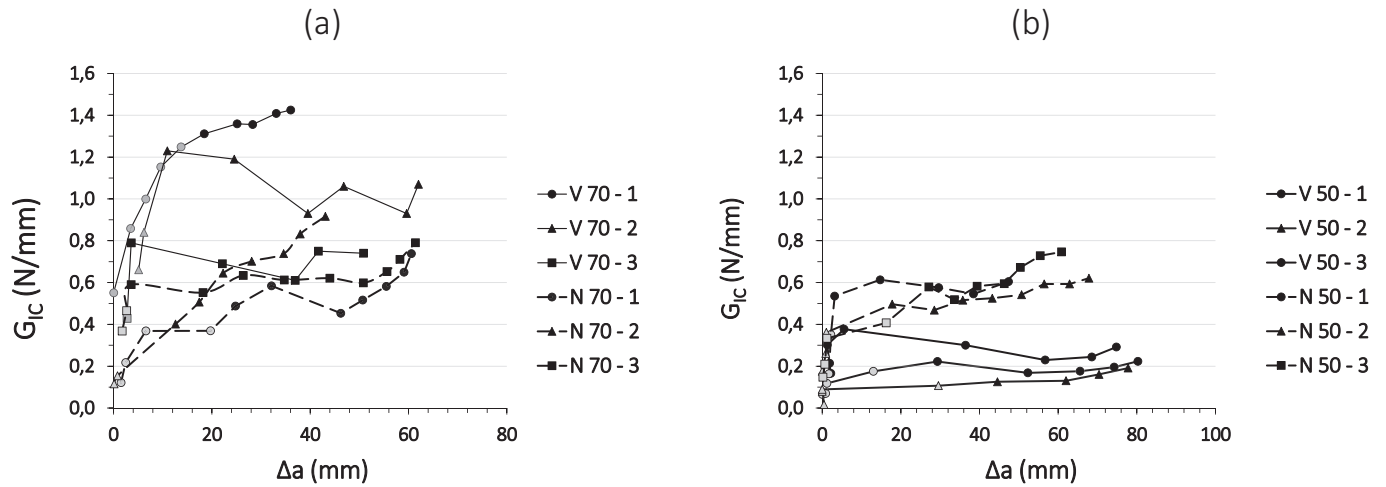 (a)
1,6
1,4
1,2
1,0
0,8
0,6
0,4
0,2
0,0
G_IC (N/mm)
0 20 40 60 80
Δa (mm)
V 70 - 1
V 70 - 2
V 70 - 3
N 70 - 1
N 70 - 2
N 70 - 3
(b)
1,6
1,4
1,2
1,0
0,8
0,6
0,4
0,2
0,0
G_IC (N/mm)
0 20 40 60 80 100
Δa (mm)
V 50 - 1
V 50 - 2
V 50 - 3
N 50 - 1
N 50 - 2
N 50 - 3